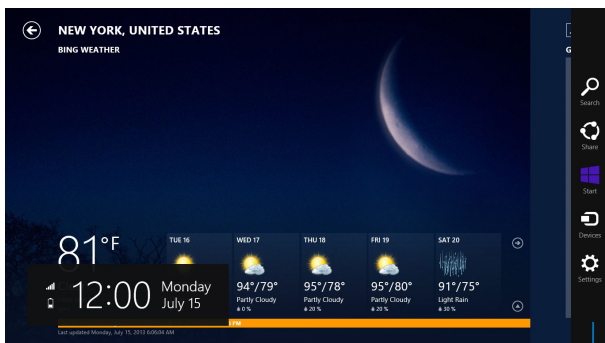 NEW YORK, UNITED STATES
BING WEATHER
81°F
TUE 16
WED 17
94°/79°
Partly Cloudy
0 %
THU 18
95°/78°
Partly Cloudy
20 %
FRI 19
95°/80°
Partly Cloudy
20 %
SAT 20
91°/75°
Light Rain
30 %
12:00
Monday
July 15
PM
Last updated Monday, July 15, 2013 6:06:04 AM
G
Search
Share
Start
Devices
Settings